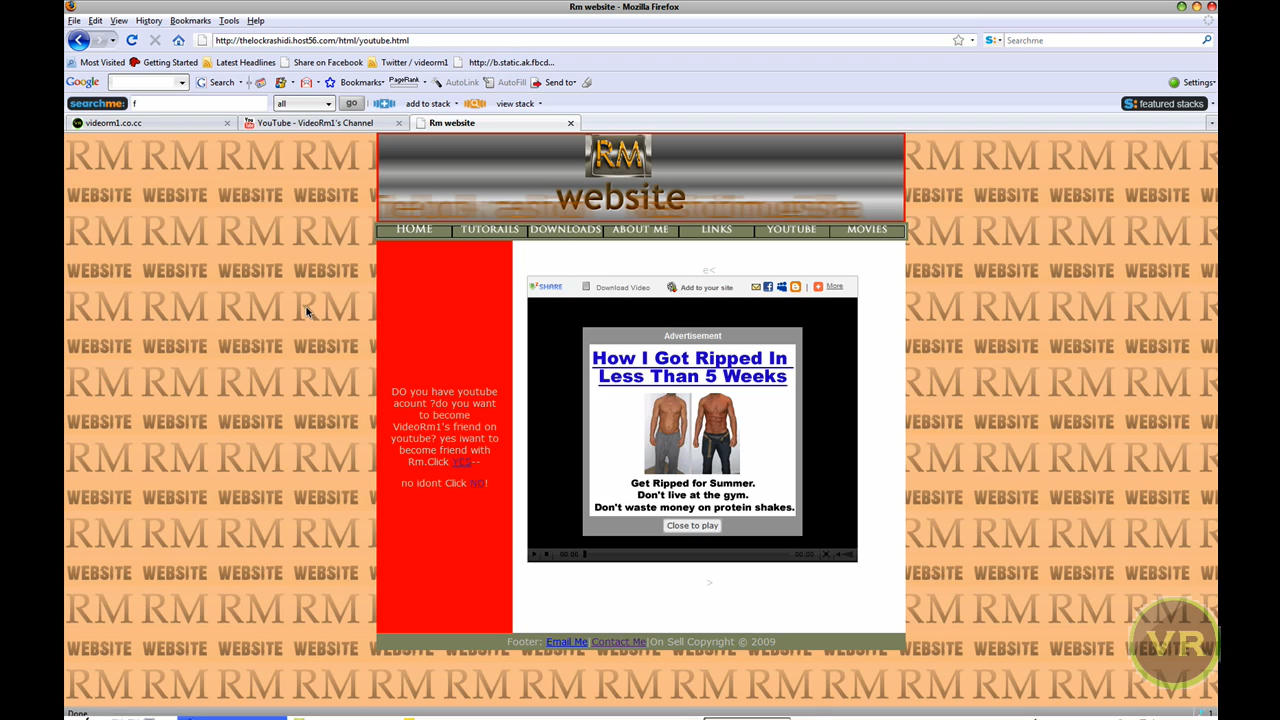 Rm website - Mozilla Firefox
File Edit View History Bookmarks Tools Help
http://thelockrashidi.host56.com/html/youtube.html
S: Searchme
Most Visited Getting Started Latest Headlines Share on Facebook Twitter / videorm1 http://b.static.ak.fbcd...
Google Search Bookmarks PageRank AutoLink AutoFill Send to Settings
searchme: f all go add to stack view stack S: featured stacks
videorm1.co.cc YouTube - VideoRm1's Channel Rm website
RM
website
HOME TUTORAILS DOWNLOADS ABOUT ME LINKS YOUTUBE MOVIES
e<
SHARE Download Video Add to your site | More
Advertisement
How I Got Ripped In
Less Than 5 Weeks
Get Ripped for Summer.
Don't live at the gym.
Don't waste money on protein shakes.
Close to play
00:00 00:00
>
DO you have youtube
acount ?do you want
to become
VideoRm1's friend on
youtube? yes iwant to
become friend with
Rm.Click YES--
no idont Click NO!
Footer: Email Me|Contact Me|On Sell Copyright © 2009
RM RM RM RM RM RM RM RM
WEBSITE WEBSITE WEBSITE WEBSITE WEBSITE WEBSITE WEBSITE WEBSITE
VR
Done